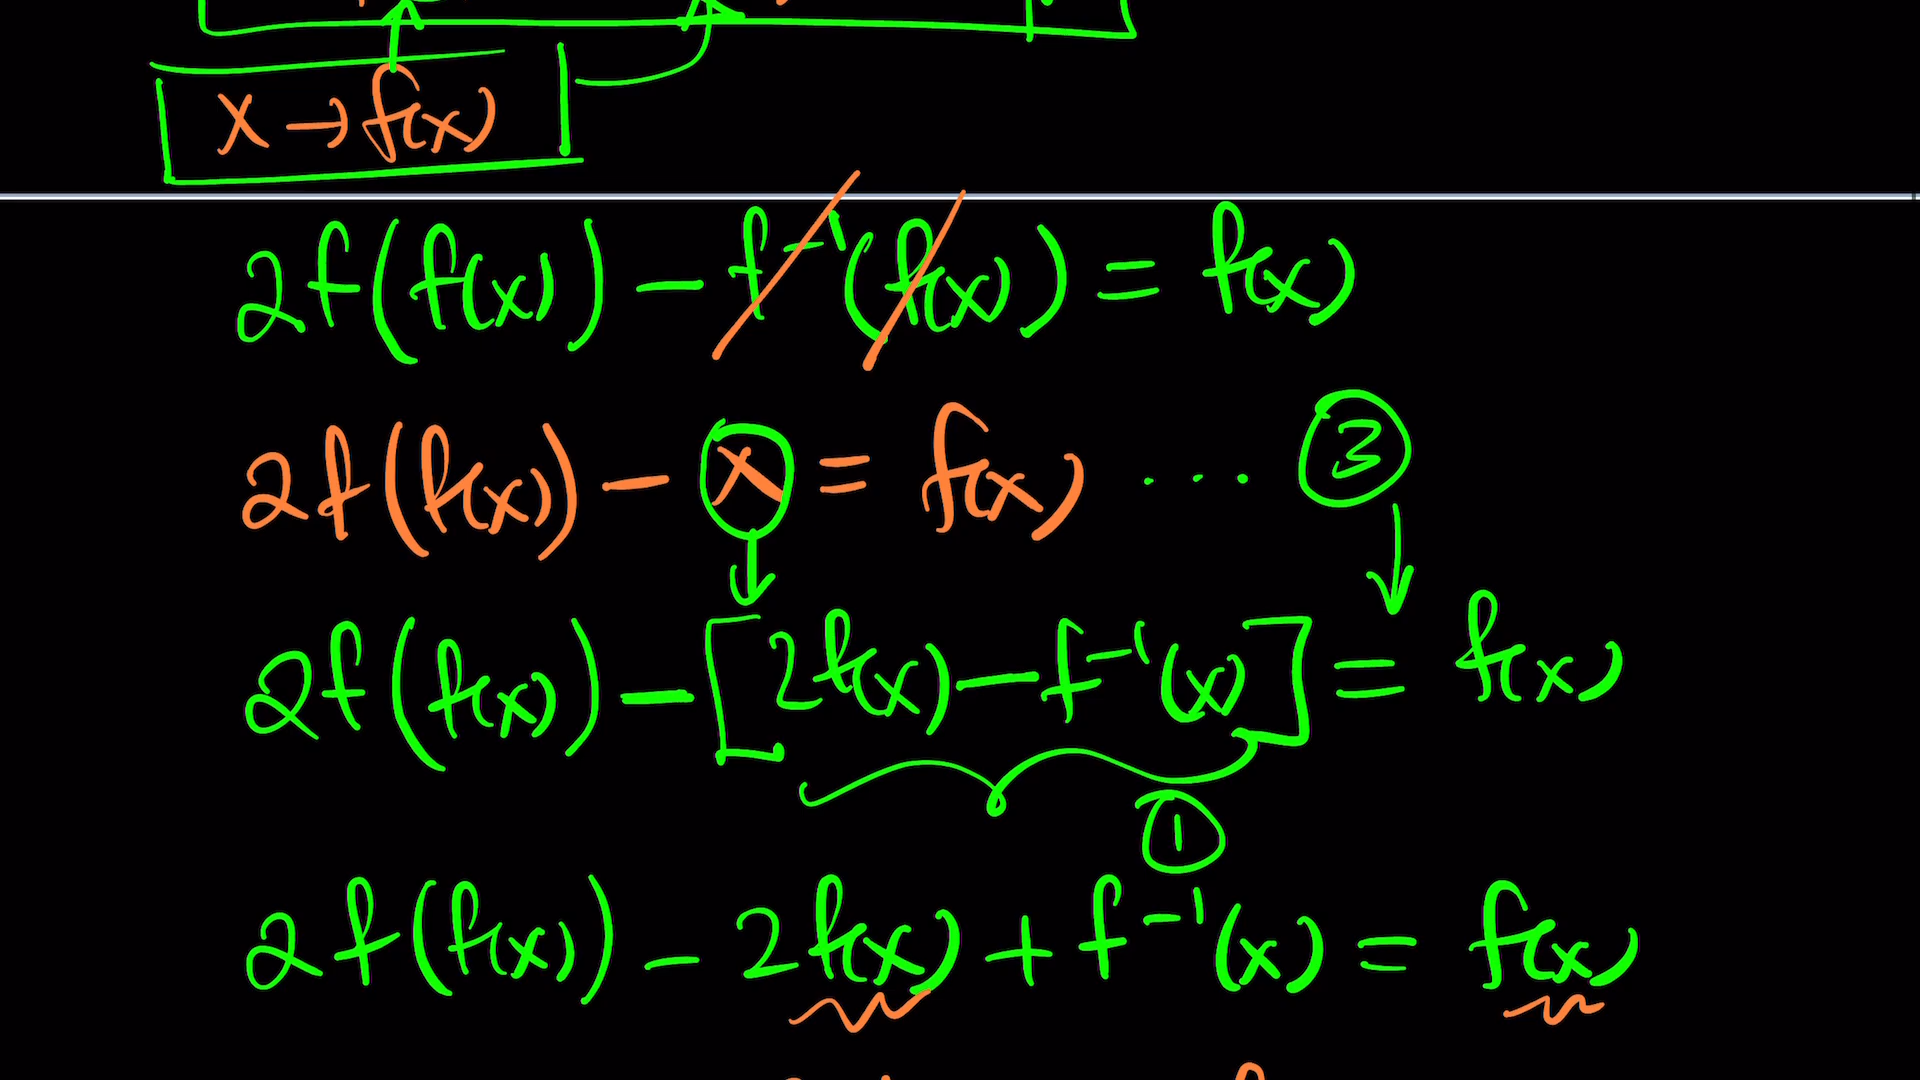 x → f(x)
2f(f(x)) - f⁻¹(f(x)) = f(x)
2f(f(x)) - x = f(x) ... ③
2f(f(x)) - [2f(x) - f⁻¹(x)] = f(x)
①
2f(f(x)) - 2f(x) + f⁻¹(x) = f(x)